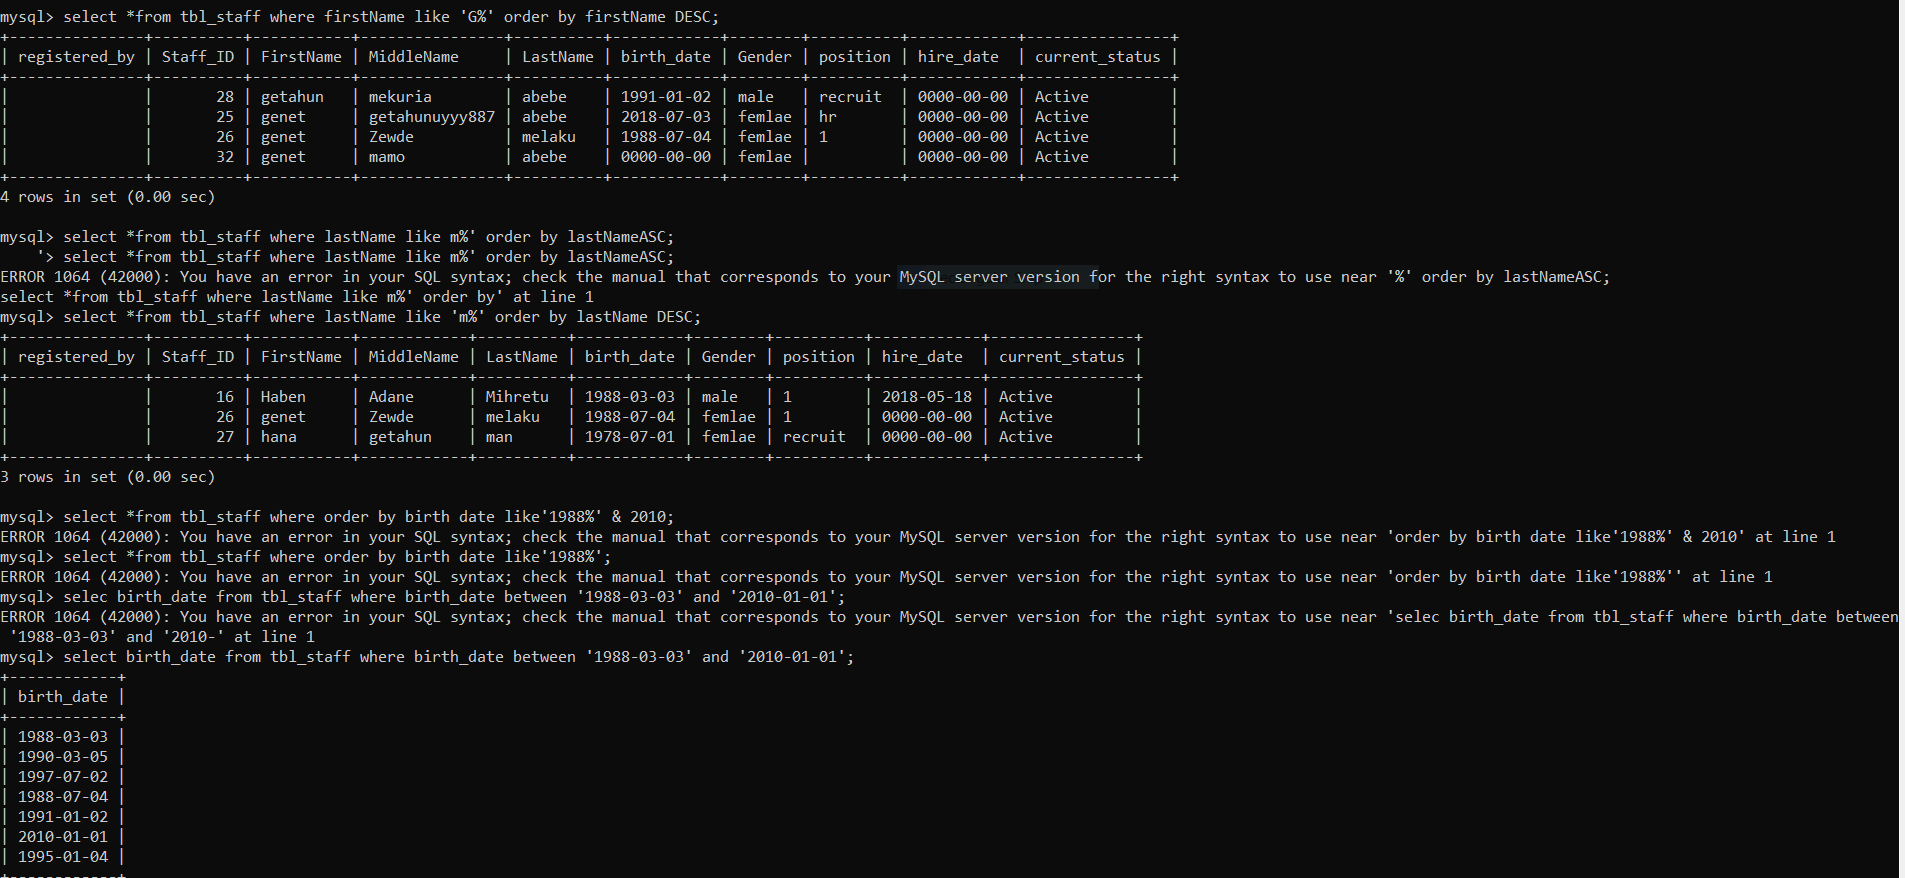 mysql> select *from tbl_staff where firstName like 'G%' order by firstName DESC;
+---------------+----------+-----------+----------------+----------+------------+--------+----------+------------+----------------+
| registered_by | Staff_ID | FirstName | MiddleName     | LastName | birth_date | Gender | position | hire_date  | current_status |
+---------------+----------+-----------+----------------+----------+------------+--------+----------+------------+----------------+
|               |       28 | getahun   | mekuria        | abebe    | 1991-01-02 | male   | recruit  | 0000-00-00 | Active         |
|               |       25 | genet     | getahunuyyy887 | abebe    | 2018-07-03 | femlae | hr       | 0000-00-00 | Active         |
|               |       26 | genet     | Zewde          | melaku   | 1988-07-04 | femlae | 1        | 0000-00-00 | Active         |
|               |       32 | genet     | mamo           | abebe    | 0000-00-00 | femlae |          | 0000-00-00 | Active         |
+---------------+----------+-----------+----------------+----------+------------+--------+----------+------------+----------------+
4 rows in set (0.00 sec)

mysql> select *from tbl_staff where lastName like m%' order by lastNameASC;
    '> select *from tbl_staff where lastName like m%' order by lastNameASC;
ERROR 1064 (42000): You have an error in your SQL syntax; check the manual that corresponds to your MySQL server version for the right syntax to use near '%' order by lastNameASC;
select *from tbl_staff where lastName like m%' order by' at line 1
mysql> select *from tbl_staff where lastName like 'm%' order by lastName DESC;
+---------------+----------+-----------+------------+----------+------------+--------+----------+------------+----------------+
| registered_by | Staff_ID | FirstName | MiddleName | LastName | birth_date | Gender | position | hire_date  | current_status |
+---------------+----------+-----------+------------+----------+------------+--------+----------+------------+----------------+
|               |       16 | Haben     | Adane      | Mihretu  | 1988-03-03 | male   | 1        | 2018-05-18 | Active         |
|               |       26 | genet     | Zewde      | melaku   | 1988-07-04 | femlae | 1        | 0000-00-00 | Active         |
|               |       27 | hana      | getahun    | man      | 1978-07-01 | femlae | recruit  | 0000-00-00 | Active         |
+---------------+----------+-----------+------------+----------+------------+--------+----------+------------+----------------+
3 rows in set (0.00 sec)

mysql> select *from tbl_staff where order by birth date like'1988%' & 2010;
ERROR 1064 (42000): You have an error in your SQL syntax; check the manual that corresponds to your MySQL server version for the right syntax to use near 'order by birth date like'1988%' & 2010' at line 1
mysql> select *from tbl_staff where order by birth date like'1988%';
ERROR 1064 (42000): You have an error in your SQL syntax; check the manual that corresponds to your MySQL server version for the right syntax to use near 'order by birth date like'1988%'' at line 1
mysql> selec birth_date from tbl_staff where birth_date between '1988-03-03' and '2010-01-01';
ERROR 1064 (42000): You have an error in your SQL syntax; check the manual that corresponds to your MySQL server version for the right syntax to use near 'selec birth_date from tbl_staff where birth_date between
 '1988-03-03' and '2010-' at line 1
mysql> select birth_date from tbl_staff where birth_date between '1988-03-03' and '2010-01-01';
+------------+
| birth_date |
+------------+
| 1988-03-03 |
| 1990-03-05 |
| 1997-07-02 |
| 1988-07-04 |
| 1991-01-02 |
| 2010-01-01 |
| 1995-01-04 |
+------------+